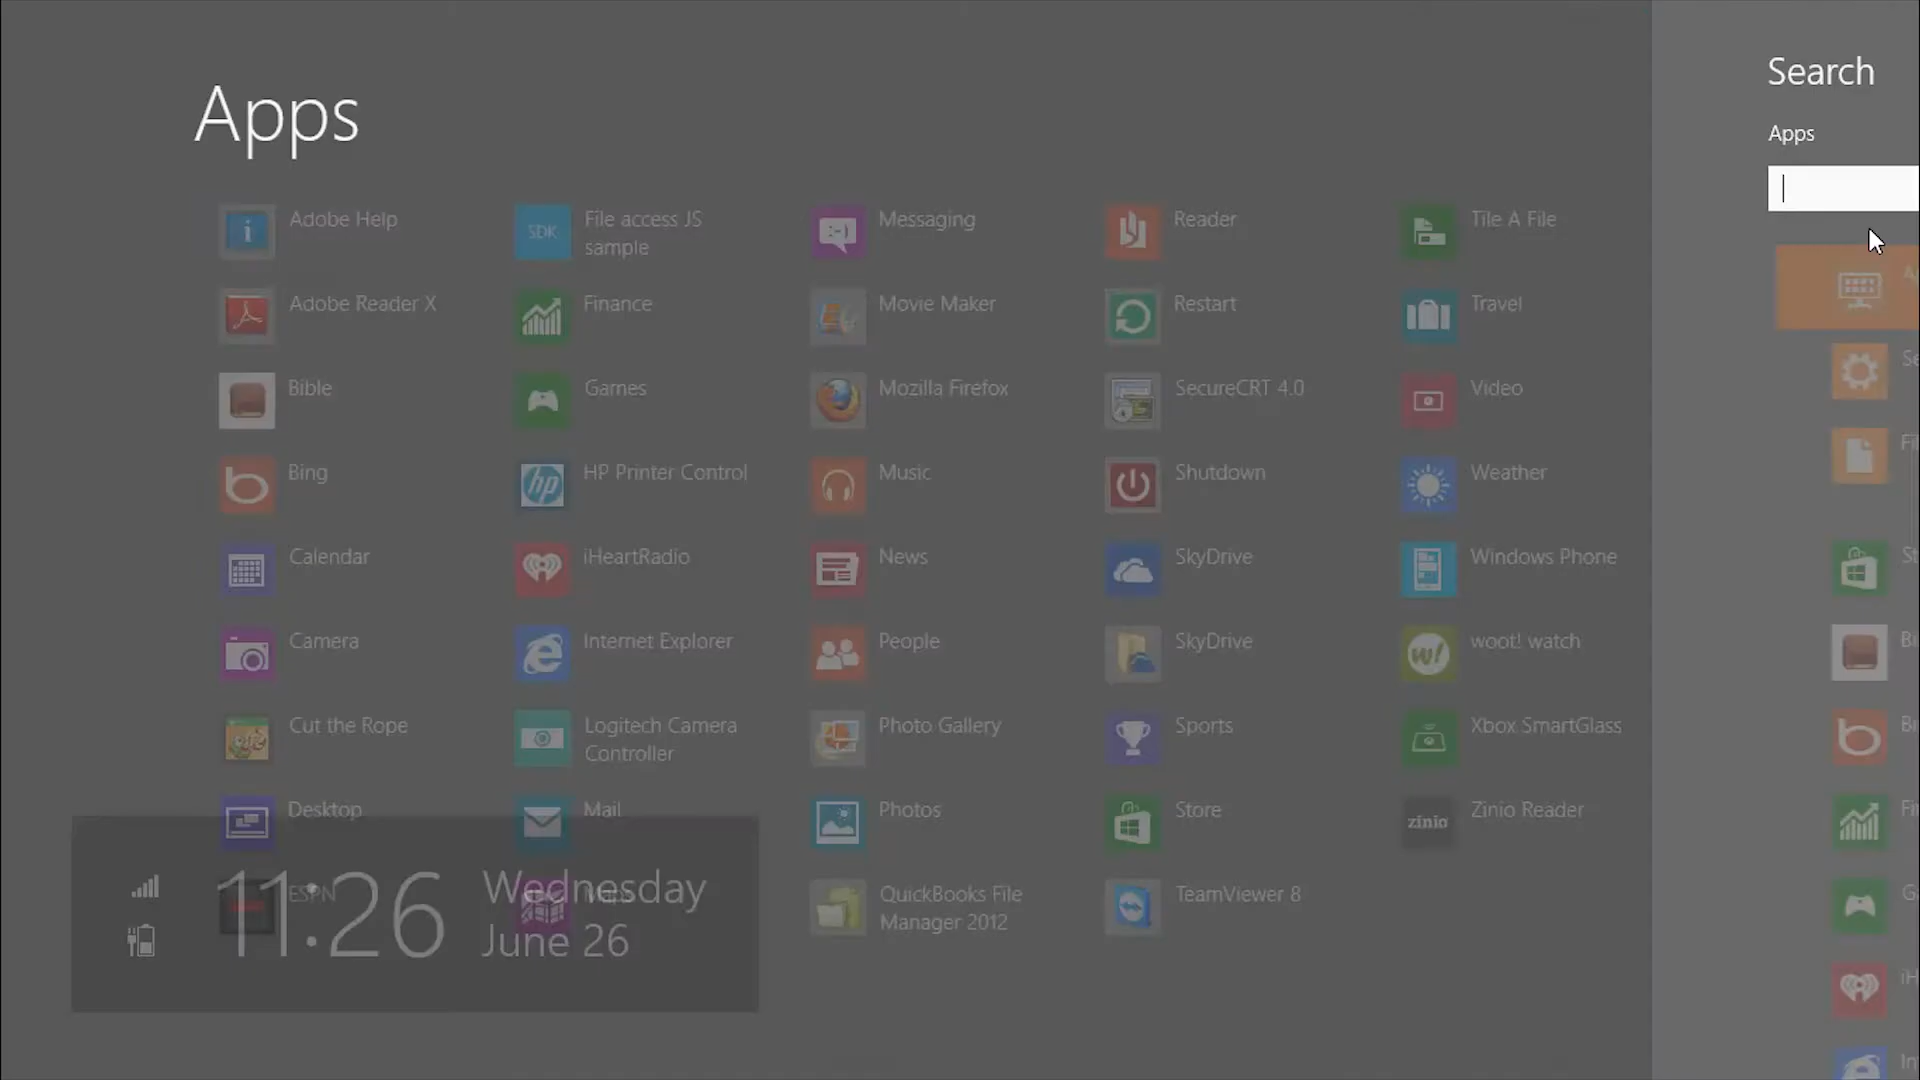 Apps
Adobe Help
Adobe Reader X
Bible
Bing
Calendar
Camera
Cut the Rope
Desktop
ESPN
File access JS
sample
SDK
Finance
Games
HP Printer Control
hp
iHeartRadio
Internet Explorer
Logitech Camera
Controller
Mail
Maps
Messaging
Movie Maker
Mozilla Firefox
Music
News
People
Photo Gallery
Photos
QuickBooks File
Manager 2012
Reader
Restart
SecureCRT 4.0
Shutdown
SkyDrive
SkyDrive
Sports
Store
TeamViewer 8
Tile A File
Travel
Video
Weather
Windows Phone
woot! watch
w!
Xbox SmartGlass
Zinio Reader
zinio
11:26
Wednesday
June 26
Search
Apps